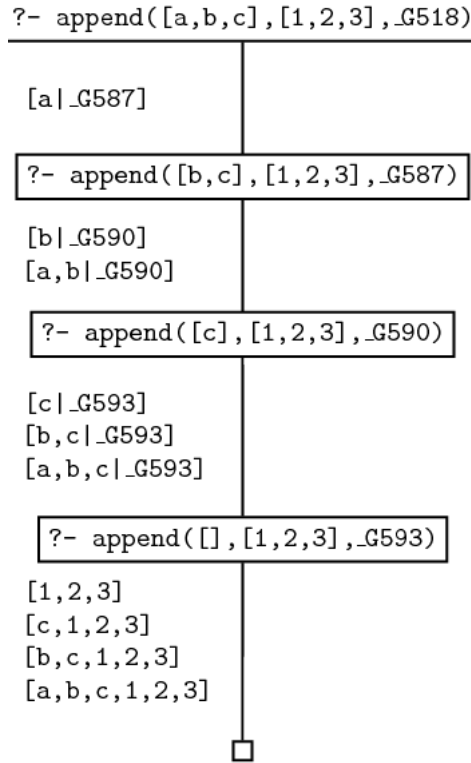 ?- append([a,b,c],[1,2,3],_G518)
[a|_G587]
?- append([b,c],[1,2,3],_G587)
[b|_G590]
[a,b|_G590]
?- append([c],[1,2,3],_G590)
[c|_G593]
[b,c|_G593]
[a,b,c|_G593]
?- append([],[1,2,3],_G593)
[1,2,3]
[c,1,2,3]
[b,c,1,2,3]
[a,b,c,1,2,3]